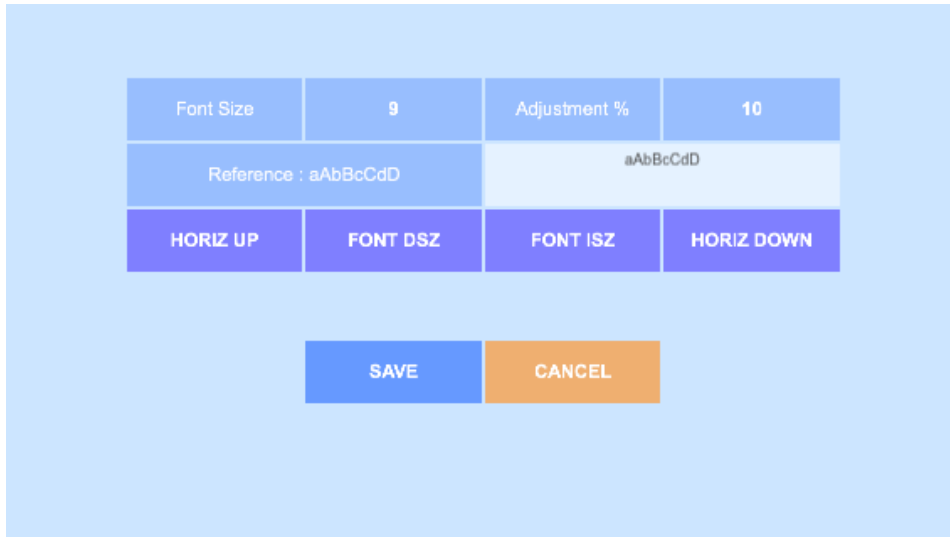 Font Size 9 Adjustment % 10
Reference : aAbBcCdD aAbBcCdD
HORIZ UP FONT DSZ FONT ISZ HORIZ DOWN
SAVE CANCEL